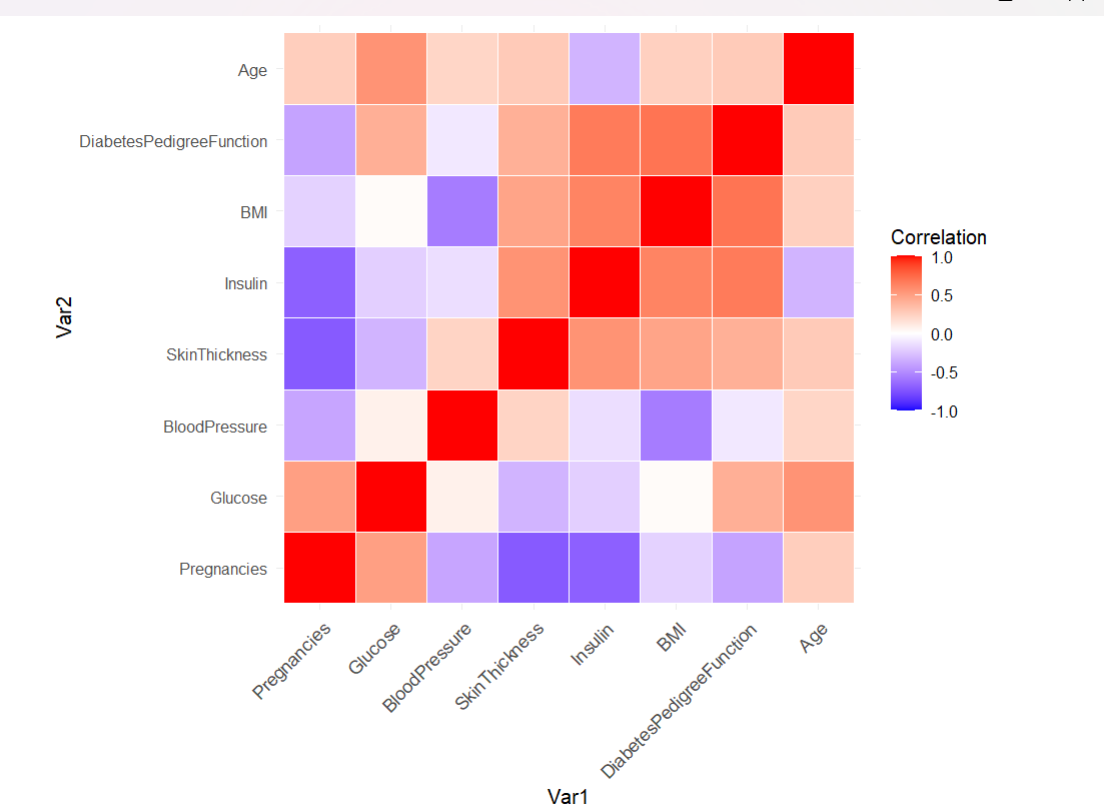 Age
DiabetesPedigreeFunction
BMI
Insulin
SkinThickness
BloodPressure
Glucose
Pregnancies
Var2
Correlation
1.0
0.5
0.0
-0.5
-1.0
Pregnancies
Glucose
BloodPressure
SkinThickness
Insulin
BMI
DiabetesPedigreeFunction
Age
Var1